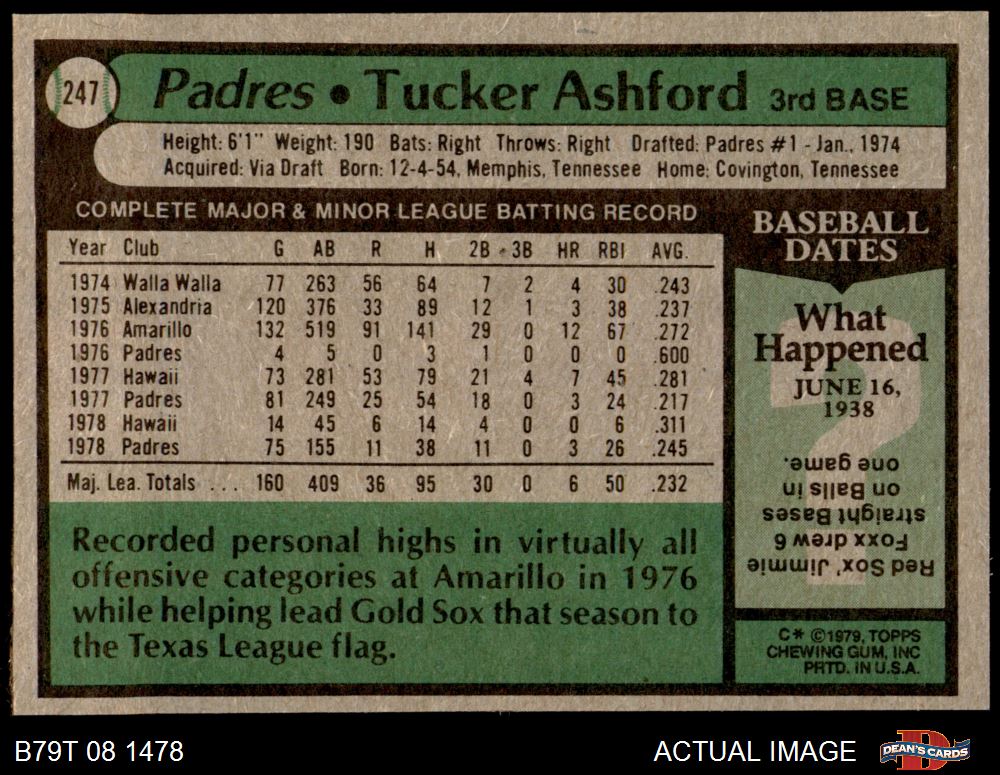 247
Padres • Tucker Ashford 3rd BASE
Height: 6'1" Weight: 190 Bats: Right Throws: Right Drafted: Padres #1 - Jan., 1974
Acquired: Via Draft Born: 12-4-54, Memphis, Tennessee Home: Covington, Tennessee
COMPLETE MAJOR & MINOR LEAGUE BATTING RECORD
Year Club G AB R H 2B 3B HR RBI AVG.
1974 Walla Walla 77 263 56 64 7 2 4 30 .243
1975 Alexandria 120 376 33 89 12 1 3 38 .237
1976 Amarillo 132 519 91 141 29 0 12 67 .272
1976 Padres 4 5 0 3 1 0 0 0 .600
1977 Hawaii 73 281 53 79 21 4 7 45 .281
1977 Padres 81 249 25 54 18 0 3 24 .217
1978 Hawaii 14 45 6 14 4 0 0 6 .311
1978 Padres 75 155 11 38 11 0 3 26 .245
Maj. Lea. Totals ... 160 409 36 95 30 0 6 50 .232
Recorded personal highs in virtually all
offensive categories at Amarillo in 1976
while helping lead Gold Sox that season to
the Texas League flag.
BASEBALL
DATES
What
Happened
JUNE 16,
1938
?
Red Sox' Jimmie
Foxx drew 6
straight Bases
on Balls in
one game.
C* ©1979, TOPPS
CHEWING GUM, INC
PRTD. IN U.S.A.
B79T 08 1478
ACTUAL IMAGE
D
DEAN'S CARDS